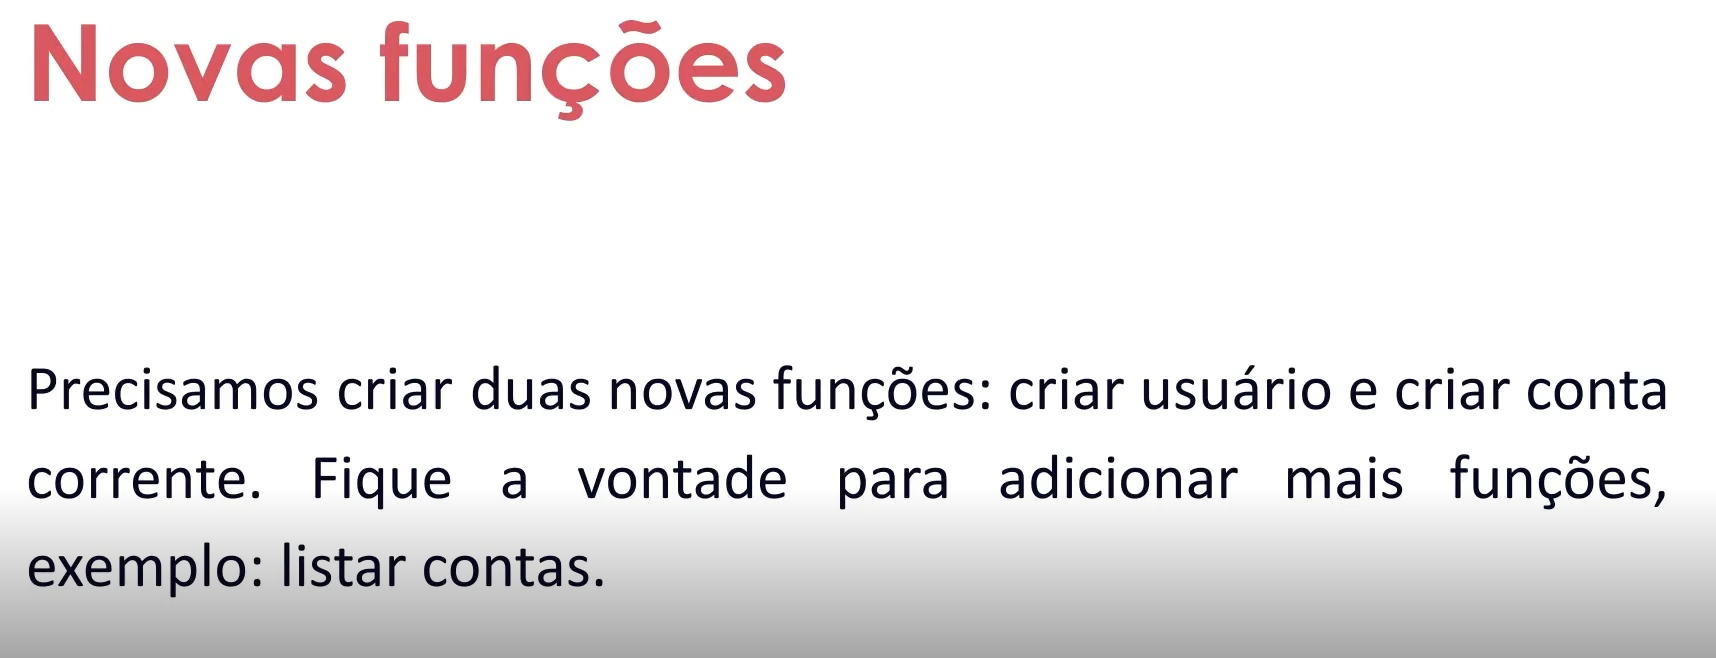 Novas funções
Precisamos criar duas novas funções: criar usuário e criar conta
corrente. Fique a vontade para adicionar mais funções,
exemplo: listar contas.